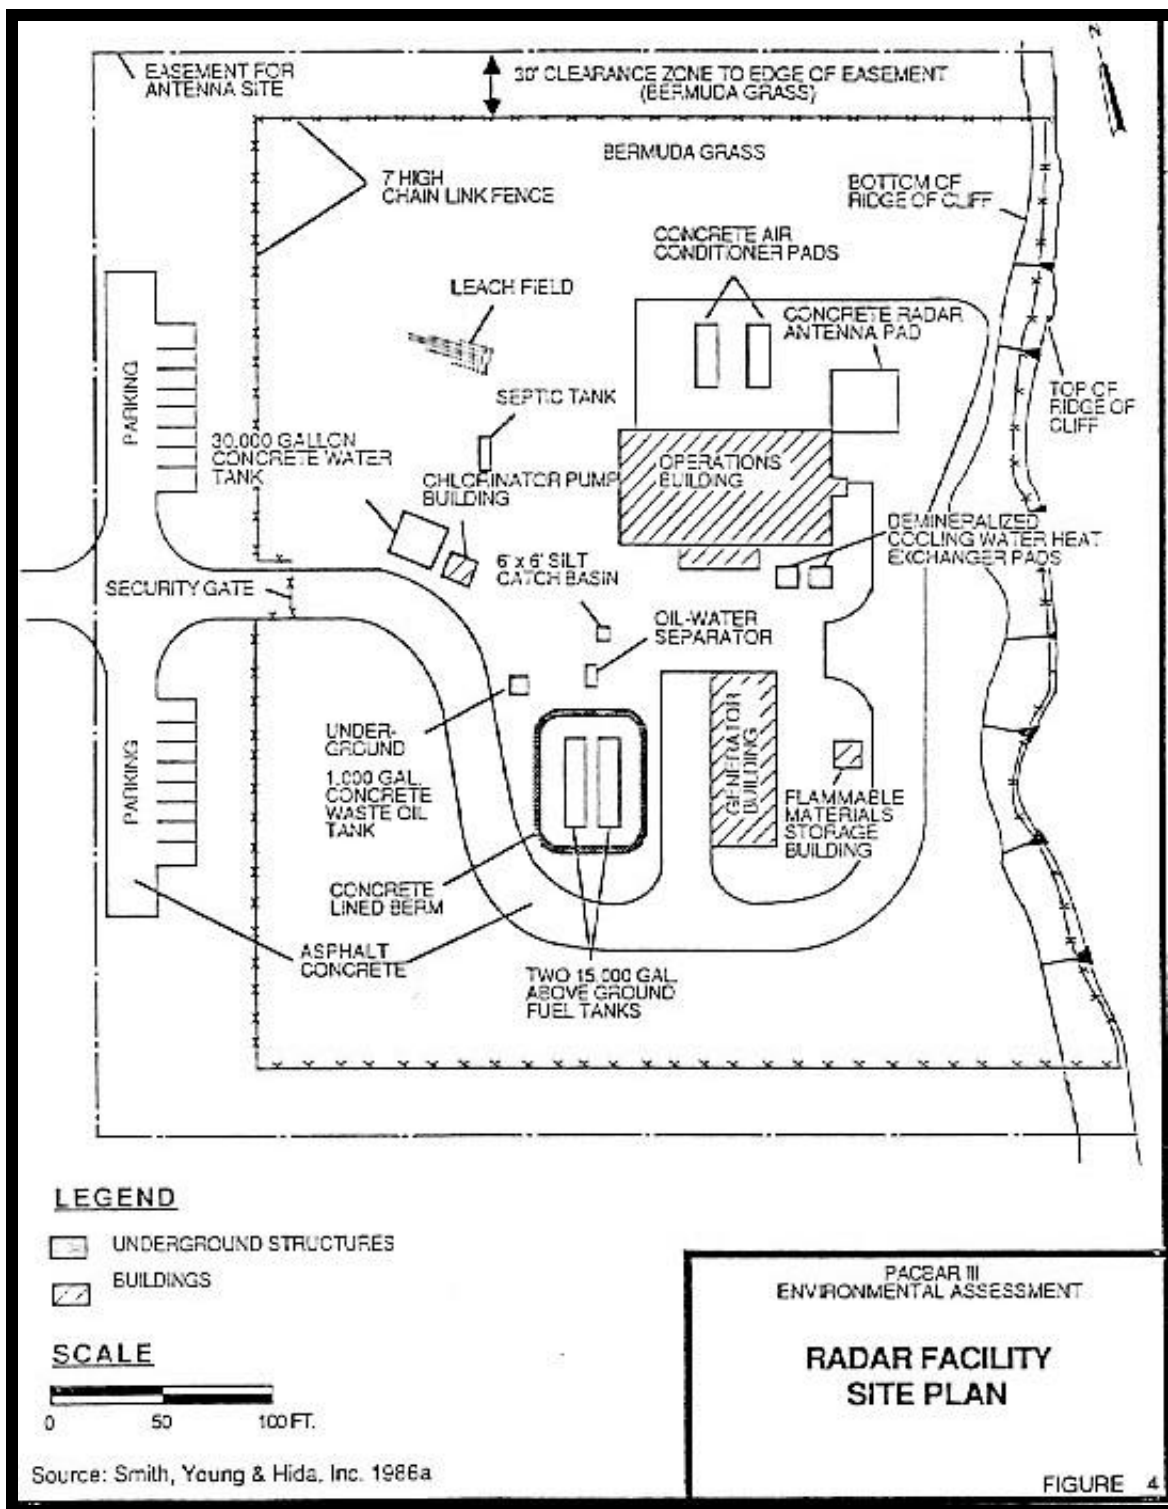 N
EASEMENT FOR
ANTENNA SITE
30' CLEARANCE ZONE TO EDGE OF EASEMENT
(BERMUDA GRASS)
BERMUDA GRASS
7' HIGH
CHAIN LINK FENCE
BOTTOM OF
RIDGE OF CLIFF
CONCRETE AIR
CONDITIONER PADS
LEACH FIELD
CONCRETE RADAR
ANTENNA PAD
PARKING
SEPTIC TANK
TOP OF
RIDGE OF
CLIFF
30,000 GALLON
CONCRETE WATER
TANK
CHLORINATOR PUMP
BUILDING
OPERATIONS
BUILDING
DEMINERALIZED
COOLING WATER HEAT
EXCHANGER PADS
6' x 6' SILT
CATCH BASIN
SECURITY GATE
OIL-WATER
SEPARATOR
UNDER-
GROUND
1,000 GAL.
CONCRETE
WASTE OIL
TANK
PARKING
GENERATOR
BUILDING
FLAMMABLE
MATERIALS
STORAGE
BUILDING
CONCRETE
LINED BERM
ASPHALT
CONCRETE
TWO 15,000 GAL.
ABOVE GROUND
FUEL TANKS
LEGEND
UNDERGROUND STRUCTURES
BUILDINGS
SCALE
0 50 100 FT.
Source: Smith, Young & Hida, Inc. 1986a
PACBAR III
ENVIRONMENTAL ASSESSMENT
RADAR FACILITY
SITE PLAN
FIGURE 4